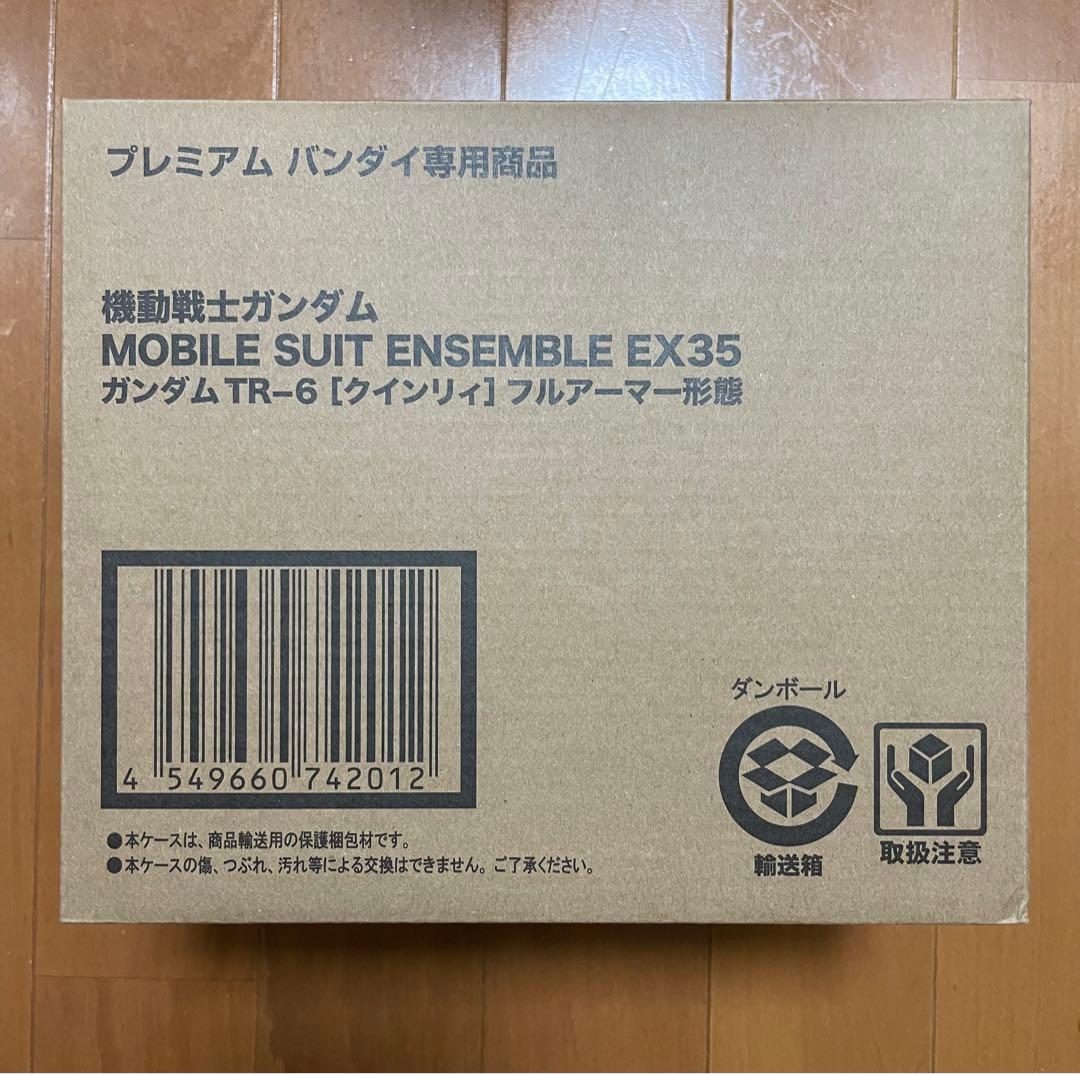 プレミアム バンダイ専用商品
機動戦士ガンダム
MOBILE SUIT ENSEMBLE EX35
ガンダムTR-6 [クインリィ] フルアーマー形態
4 549660 742012
●本ケースは、商品輸送用の保護梱包材です。
●本ケースの傷、つぶれ、汚れ等による交換はできません。ご了承ください。
ダンボール
輸送箱
取扱注意